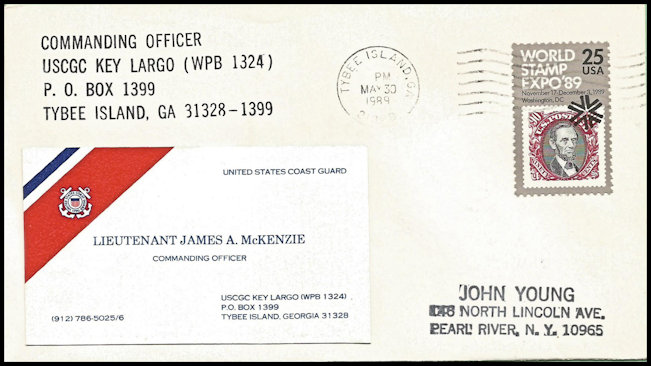 COMMANDING OFFICER
USCGC KEY LARGO (WPB 1324)
P. O. BOX 1399
TYBEE ISLAND, GA 31328-1399
TYBEE ISLAND, GA
PM
MAY 30
1989
WORLD
STAMP
EXPO '89
25
USA
November 17-December 3, 1989
Washington, DC
90
U.S. POSTAGE
UNITED STATES COAST GUARD
LIEUTENANT JAMES A. McKENZIE
COMMANDING OFFICER
USCGC KEY LARGO (WPB 1324)
P.O. BOX 1399
(912) 786-5025/6
TYBEE ISLAND, GEORGIA 31328
JOHN YOUNG
NORTH LINCOLN AVE.
PEARL RIVER, N. Y. 10965